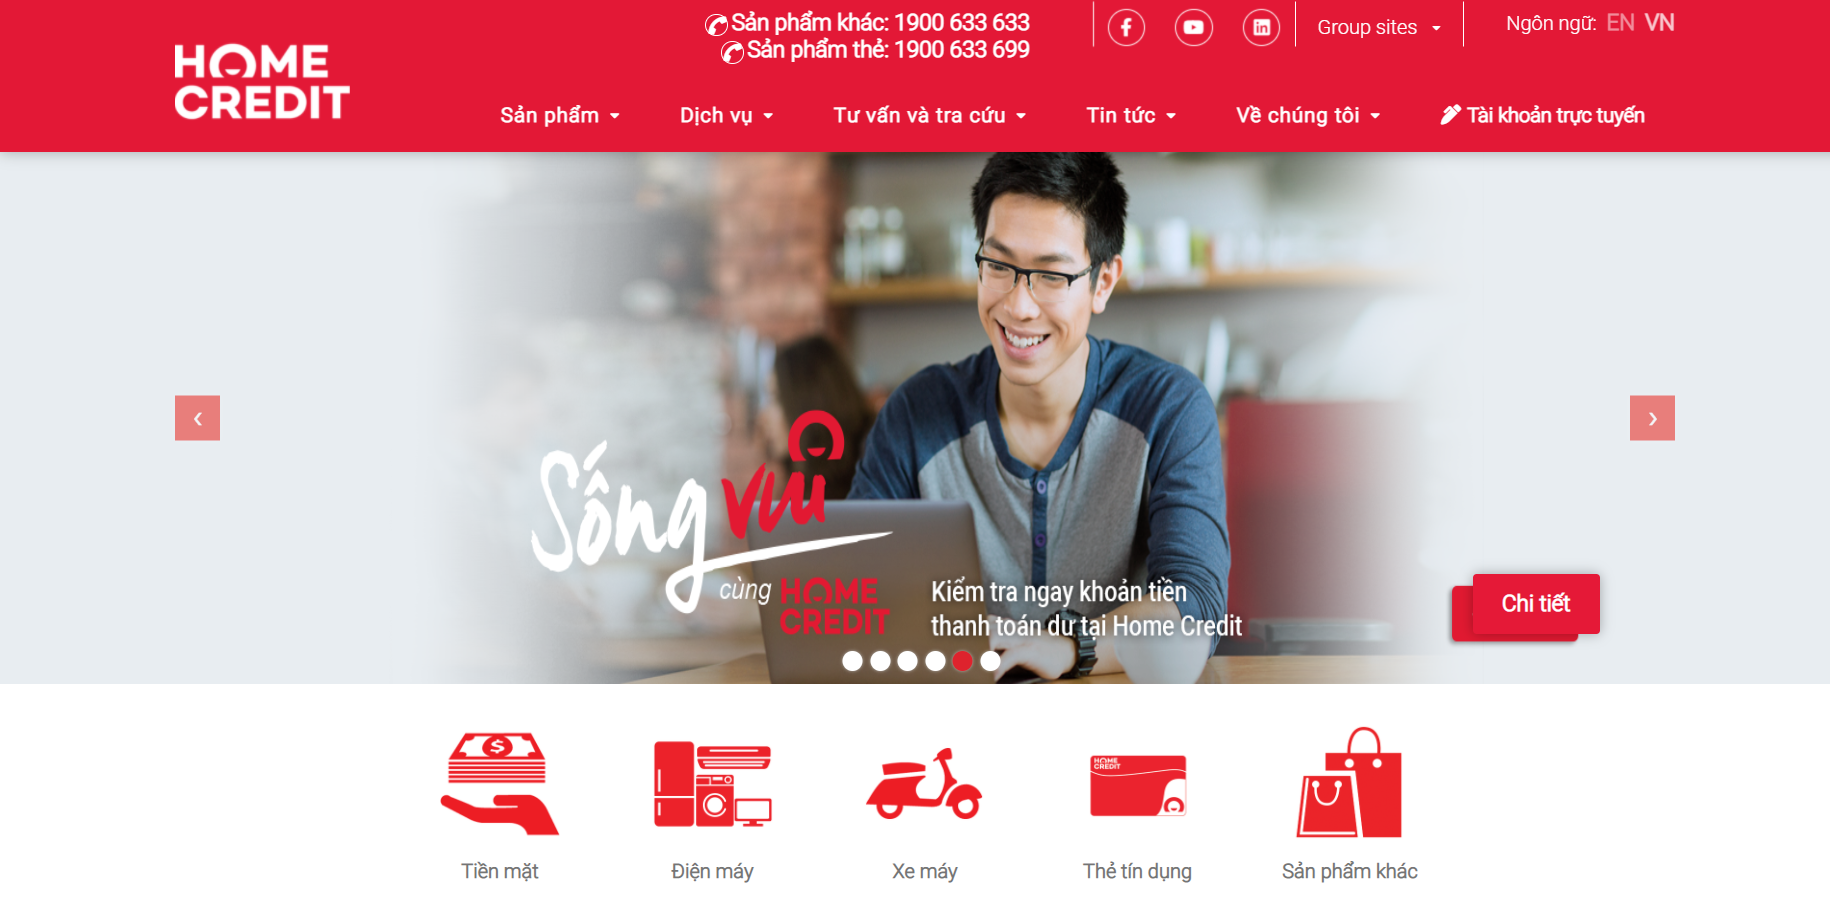 Sản phẩm khác: 1900 633 633
Sản phẩm thẻ: 1900 633 699
Group sites
Ngôn ngữ: EN VN
HOME
CREDIT
Sản phẩm
Dịch vụ
Tư vấn và tra cứu
Tin tức
Về chúng tôi
Tài khoản trực tuyến
Sống vui
cùng HOME
CREDIT
Kiểm tra ngay khoản tiền
thanh toán dư tại Home Credit
Chi tiết
HOME
CREDIT
Tiền mặt
Điện máy
Xe máy
Thẻ tín dụng
Sản phẩm khác